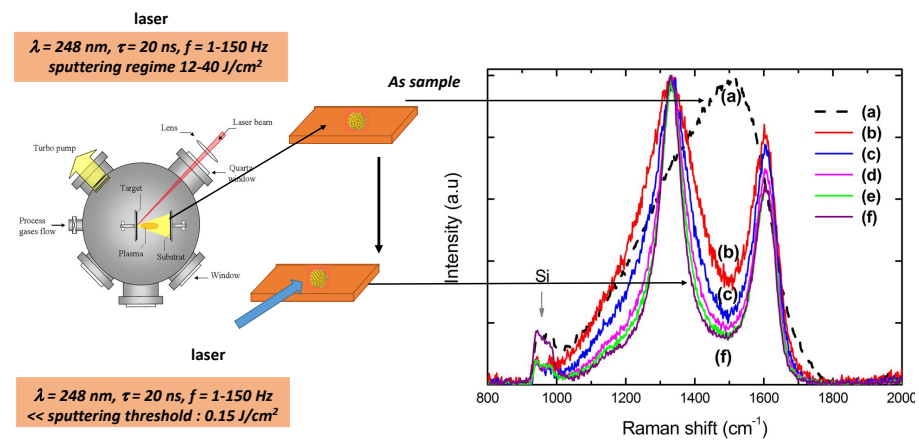 laser
λ = 248 nm, τ = 20 ns, f = 1-150 Hz
sputtering regime 12-40 J/cm²
As sample
Laser beam
Lens
Turbo pump
Quartz
window
Target
Process
gases flow
Plasma
Substrat
Window
laser
λ = 248 nm, τ = 20 ns, f = 1-150 Hz
<< sputtering threshold : 0.15 J/cm²
Intensity (a.u)
(a)
(b)
(c)
(f)
Si
(a)
(b)
(c)
(d)
(e)
(f)
800 1000 1200 1400 1600 1800 2000
Raman shift (cm⁻¹)